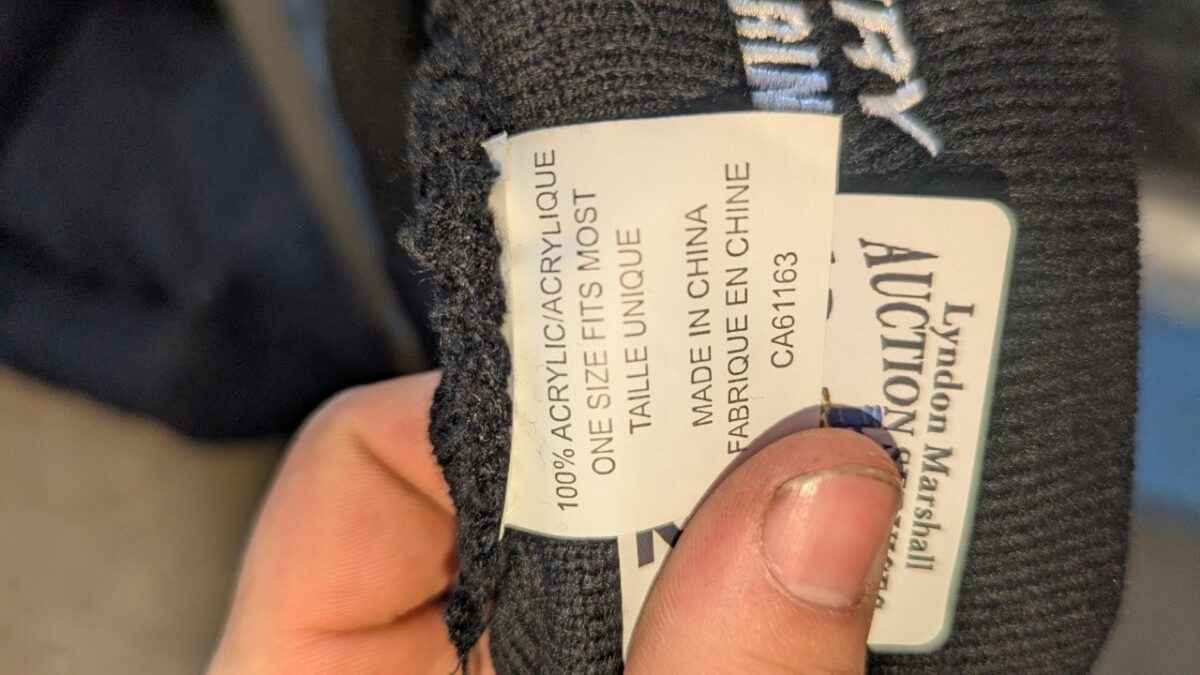 100% ACRYLIC/ACRYLIQUE
ONE SIZE FITS MOST
TAILLE UNIQUE
MADE IN CHINA
FABRIQUE EN CHINE
CA61163
Lyndon Marshall
AUCTION